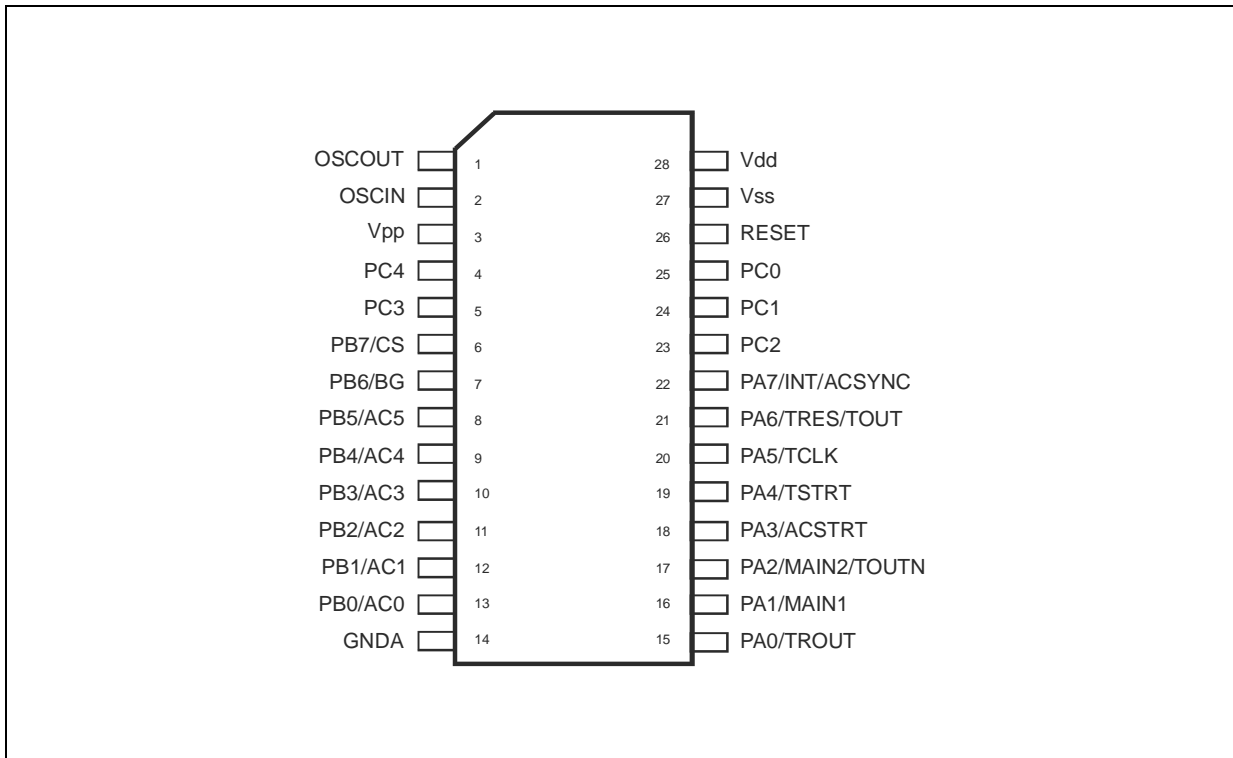 OSCOUT 1 28 Vdd
OSCIN 2 27 Vss
Vpp 3 26 RESET
PC4 4 25 PC0
PC3 5 24 PC1
PB7/CS 6 23 PC2
PB6/BG 7 22 PA7/INT/ACSYNC
PB5/AC5 8 21 PA6/TRES/TOUT
PB4/AC4 9 20 PA5/TCLK
PB3/AC3 10 19 PA4/TSTRT
PB2/AC2 11 18 PA3/ACSTRT
PB1/AC1 12 17 PA2/MAIN2/TOUTN
PB0/AC0 13 16 PA1/MAIN1
GNDA 14 15 PA0/TROUT